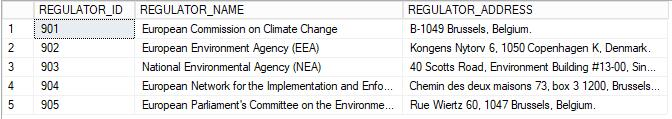 REGULATOR_ID REGULATOR_NAME REGULATOR_ADDRESS
1 901 European Commission on Climate Change B-1049 Brussels, Belgium.
2 902 European Environment Agency (EEA) Kongens Nytorv 6, 1050 Copenhagen K, Denmark.
3 903 National Environmental Agency (NEA) 40 Scotts Road, Environment Building #13-00, Sin...
4 904 European Network for the Implementation and Enfo... Chemin des deux maisons 73, box 3 1200, Brussels...
5 905 European Parliament's Committee on the Environme... Rue Wiertz 60, 1047 Brussels, Belgium.